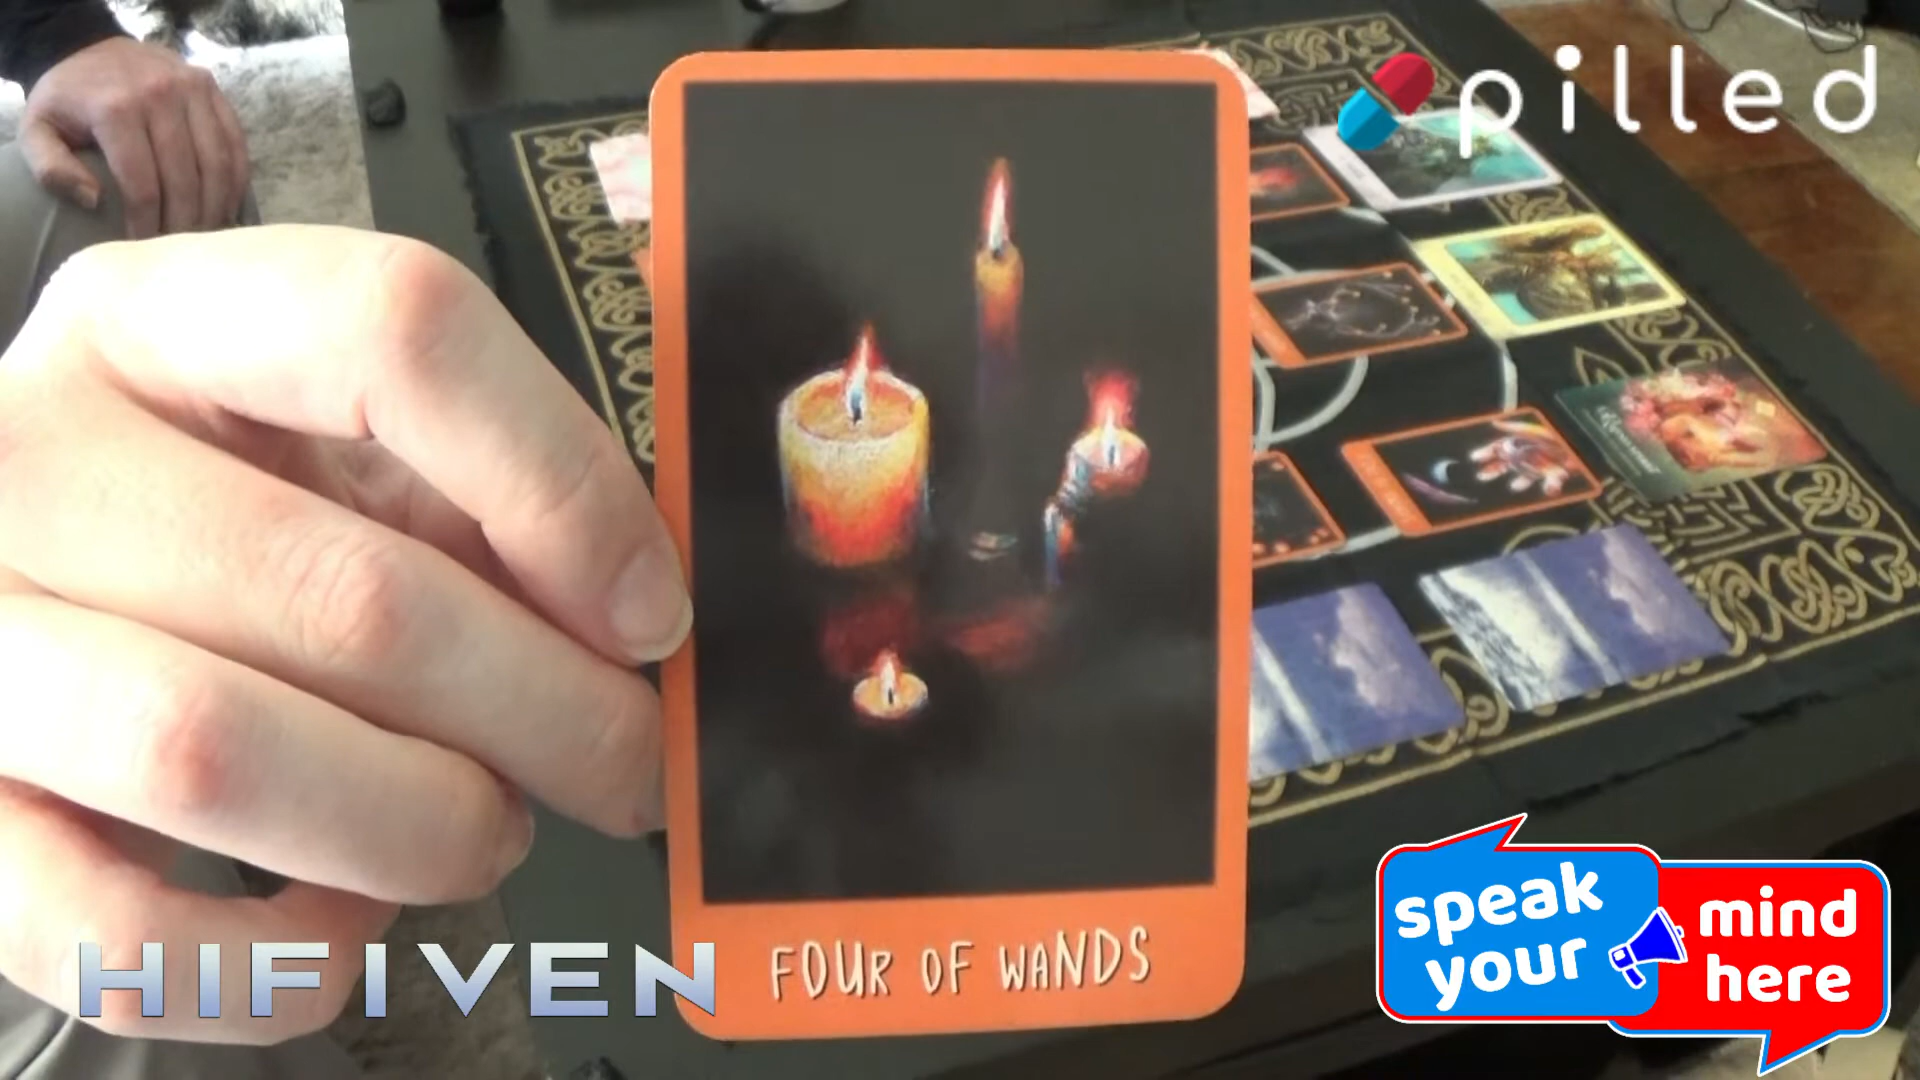 pilled
FOUR OF WANDS
HIFIVEN
speak
your
mind
here